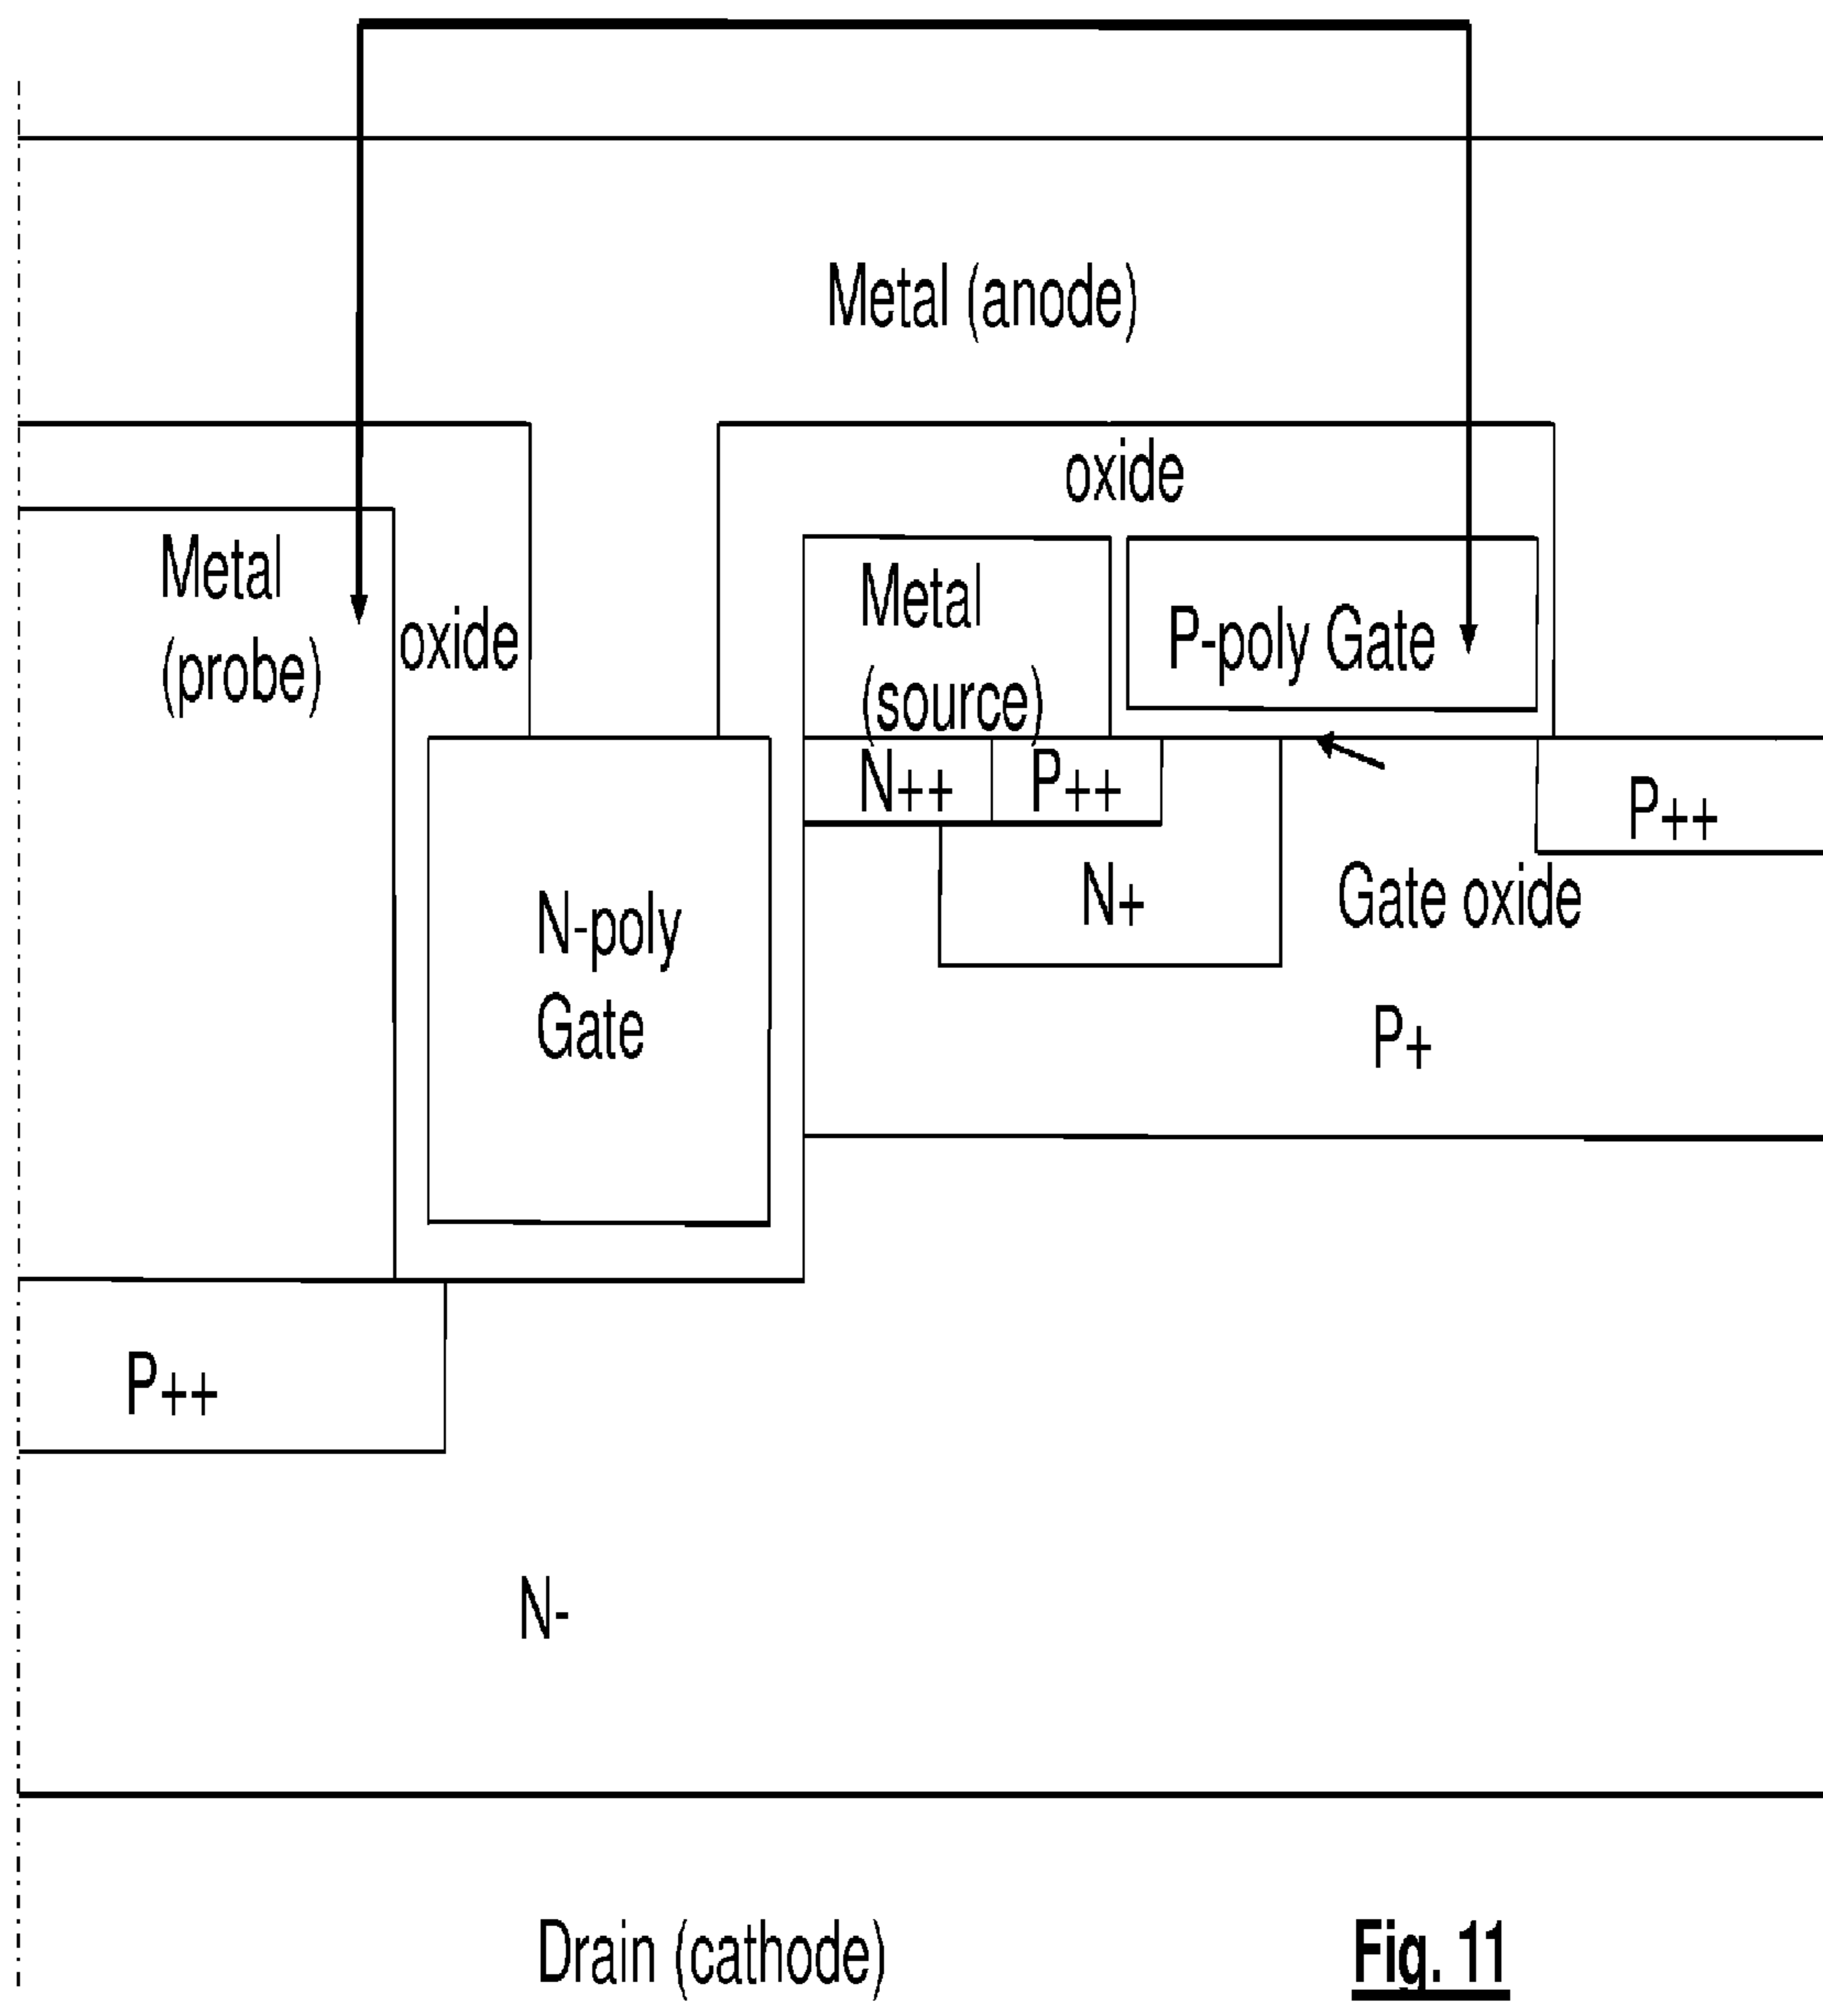 Metal (anode)
oxide
Metal
(probe)
oxide
Metal
(source)
P-poly Gate
N++
P++
P++
N-poly
Gate
N+
Gate oxide
P+
P++
N-
Drain (cathode)
Fig. 11